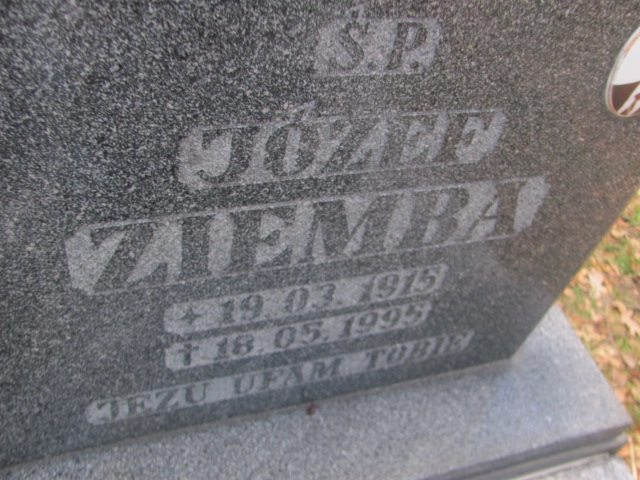 Ś.P.
JÓZEF
ZIEMBA
✶ 19.03.1915
✝ 18.05.1995
JEZU UFAM TOBIE